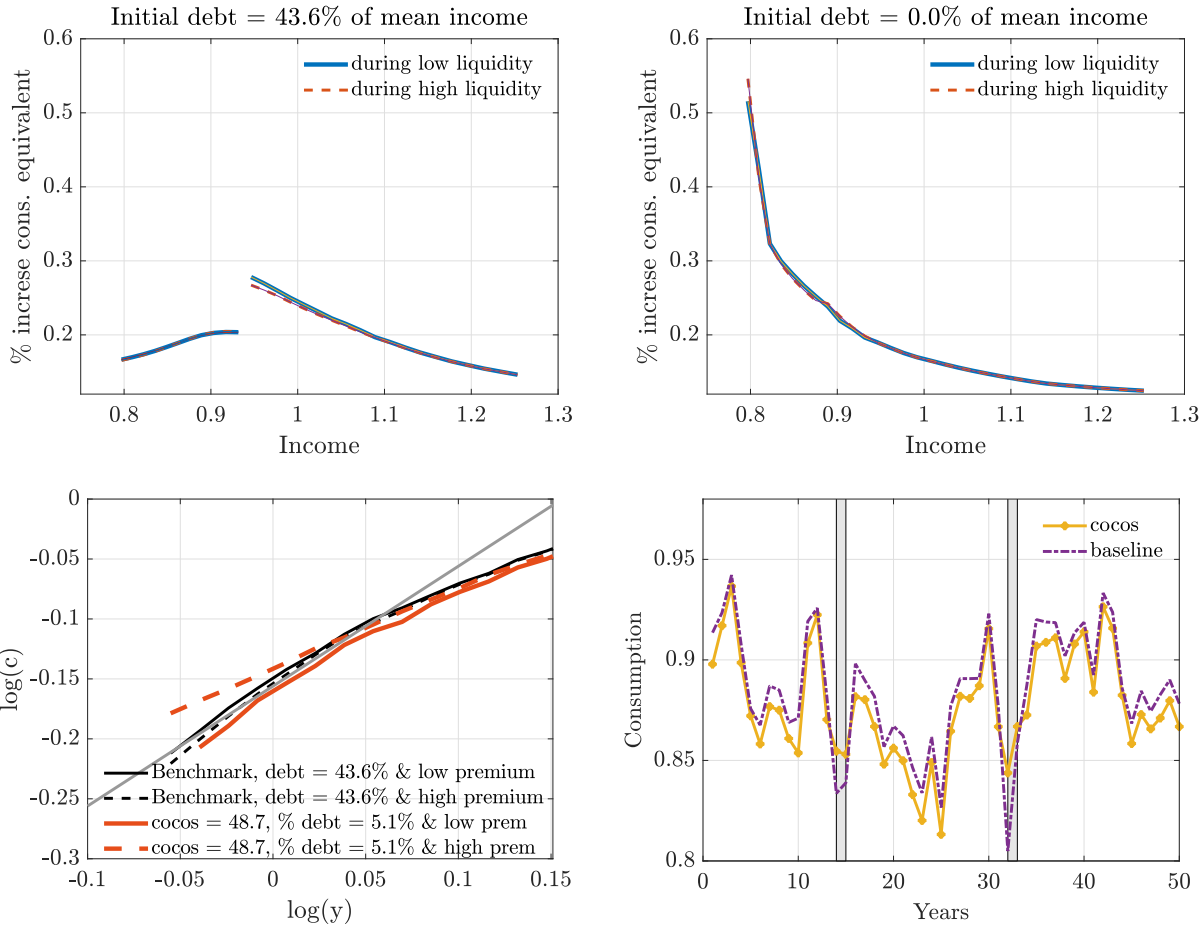 Initial debt = 43.6% of mean income
% increse cons. equivalent
0.6
0.5
0.4
0.3
0.2
during low liquidity
during high liquidity
0.8 0.9 1 1.1 1.2 1.3
Income
Initial debt = 0.0% of mean income
% increse cons. equivalent
0.6
0.5
0.4
0.3
0.2
during low liquidity
during high liquidity
0.8 0.9 1 1.1 1.2 1.3
Income
log(c)
0
-0.05
-0.1
-0.15
-0.2
-0.25
-0.3
Benchmark, debt = 43.6% & low premium
Benchmark, debt = 43.6% & high premium
cocos = 48.7, % debt = 5.1% & low prem
cocos = 48.7, % debt = 5.1% & high prem
-0.1 -0.05 0 0.05 0.1 0.15
log(y)
Consumption
0.95
0.9
0.85
0.8
cocos
baseline
0 10 20 30 40 50
Years